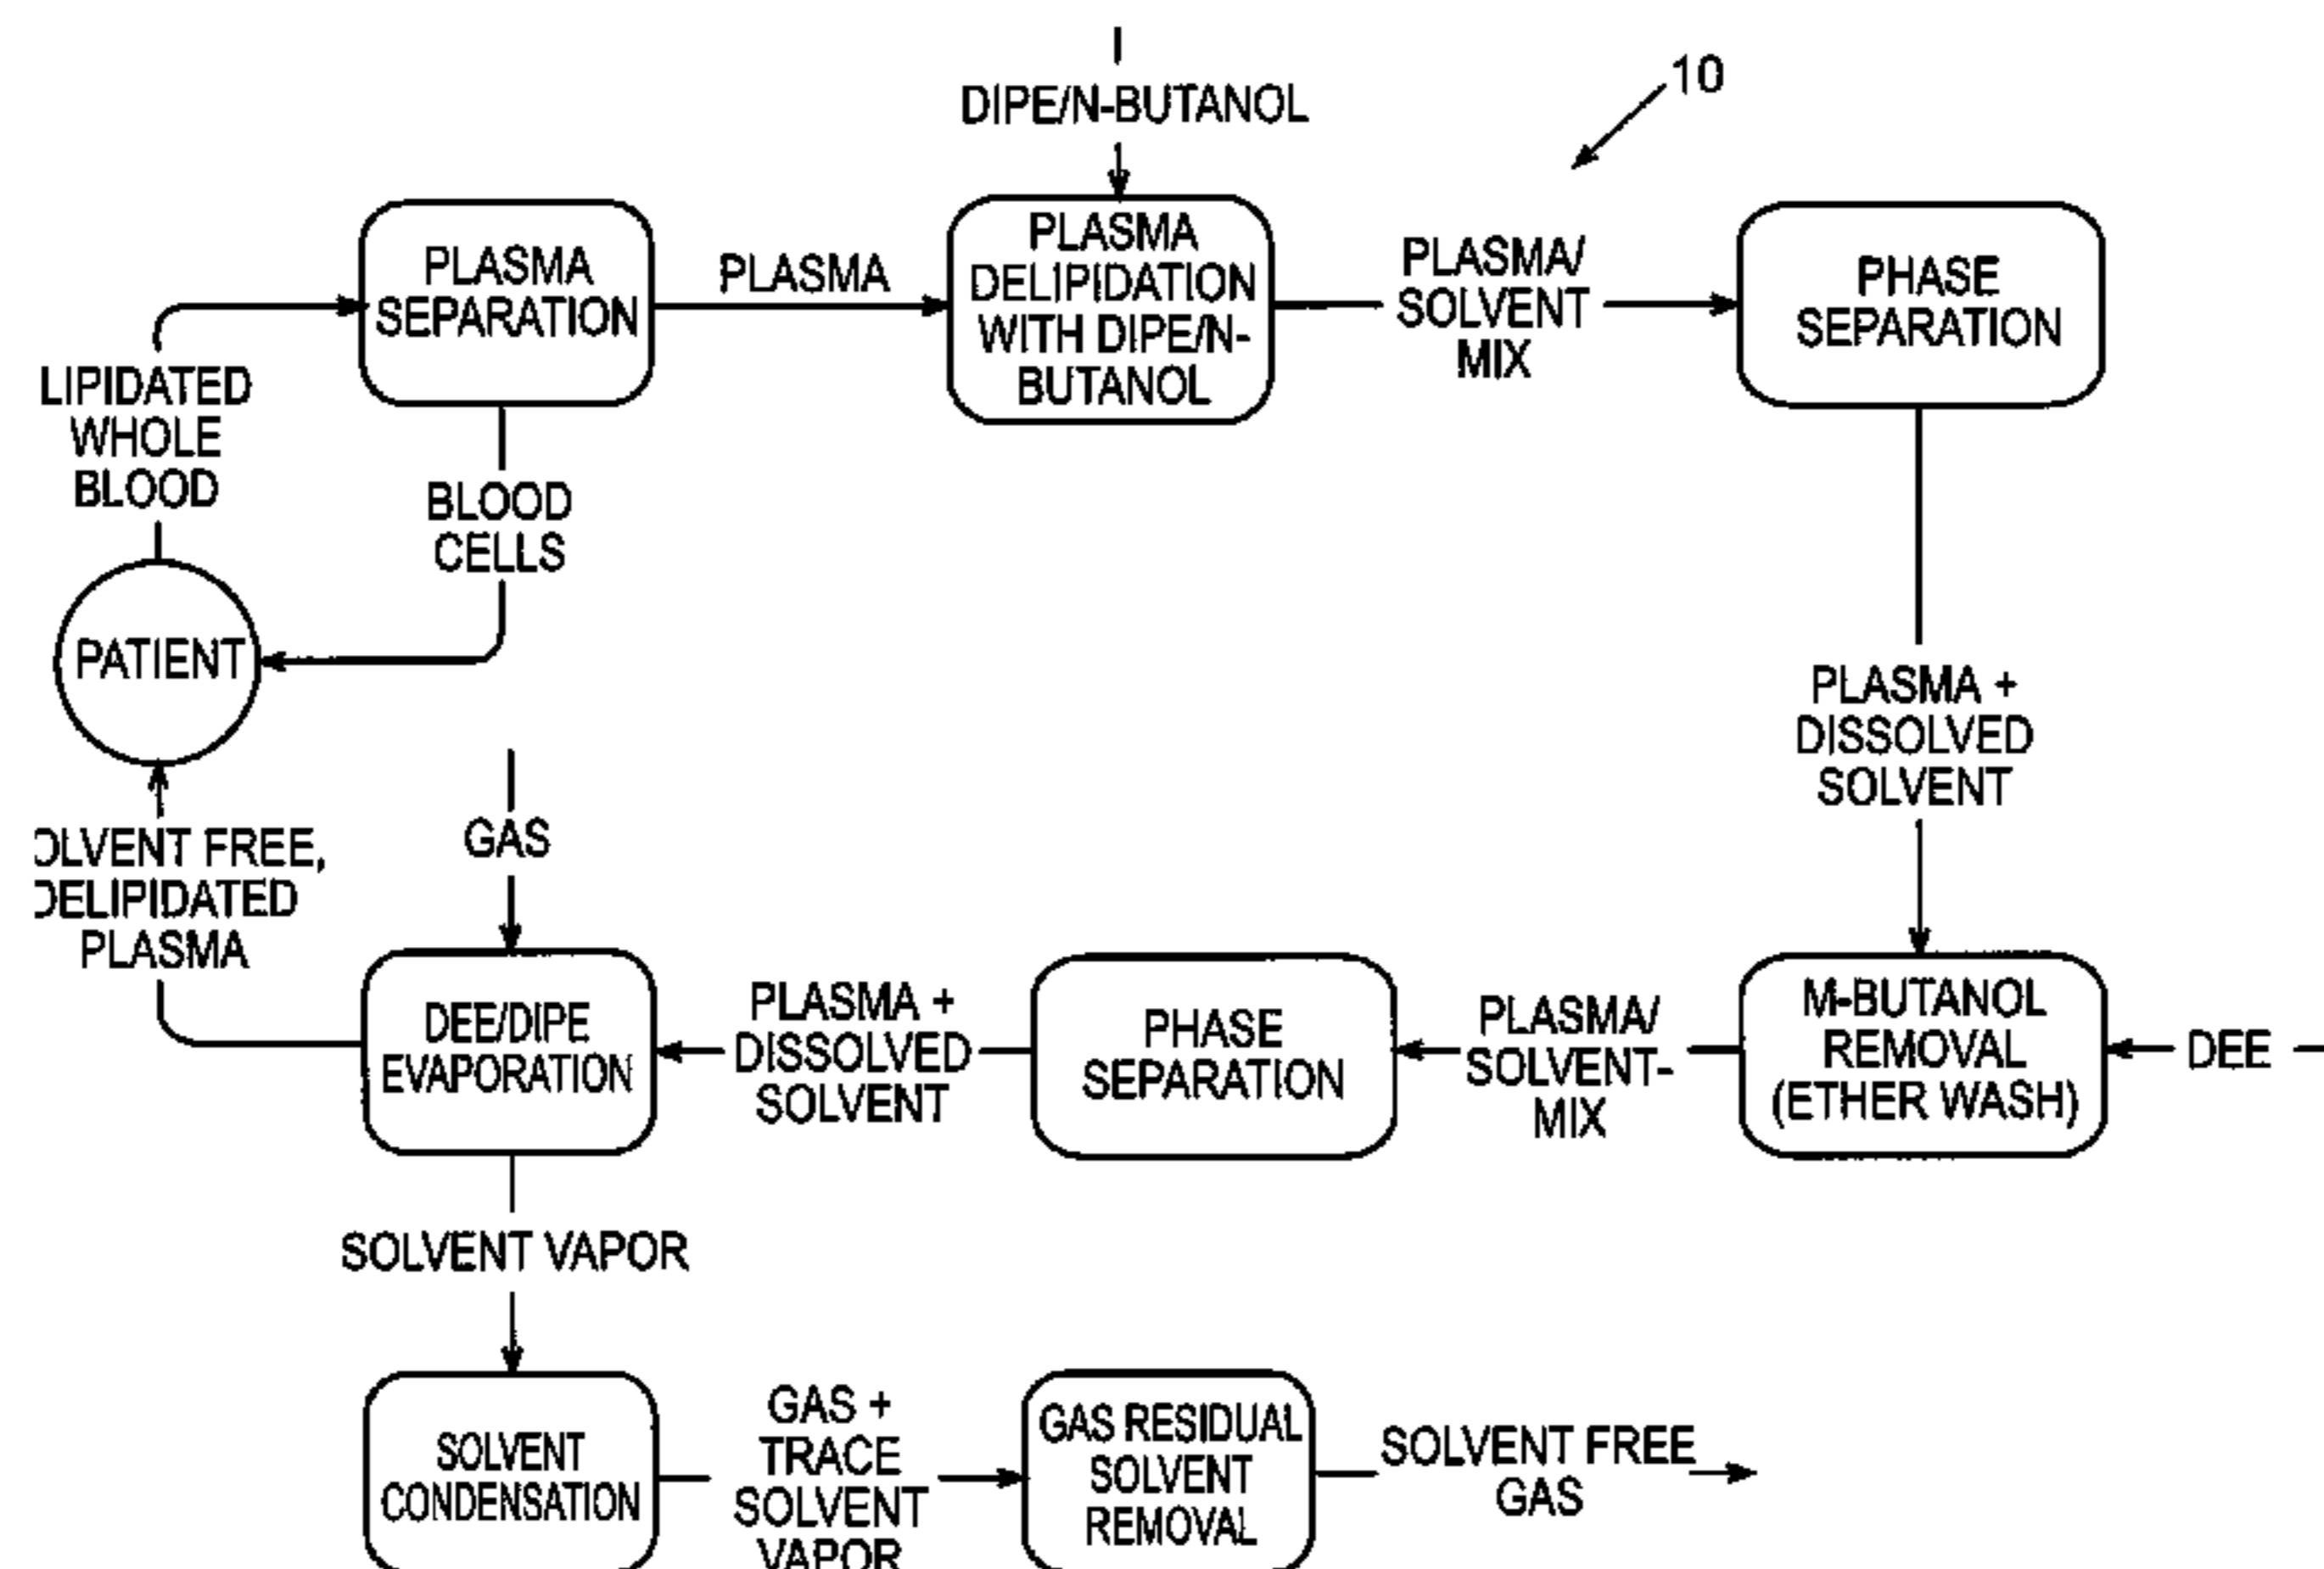 10
DIPE/N-BUTANOL
PLASMA
SEPARATION
PLASMA
PLASMA
DELIPIDATION
WITH DIPE/N-
BUTANOL
PLASMA/
SOLVENT
MIX
PHASE
SEPARATION
LIPIDATED
WHOLE
BLOOD
BLOOD
CELLS
PATIENT
PLASMA +
DISSOLVED
SOLVENT
OLVENT FREE,
DELIPIDATED
PLASMA
GAS
DEE/DIPE
EVAPORATION
PLASMA +
DISSOLVED
SOLVENT
PHASE
SEPARATION
PLASMA/
SOLVENT-
MIX
M-BUTANOL
REMOVAL
(ETHER WASH)
DEE
SOLVENT VAPOR
SOLVENT
CONDENSATION
GAS +
TRACE
SOLVENT
VAPOR
GAS RESIDUAL
SOLVENT
REMOVAL
SOLVENT FREE
GAS